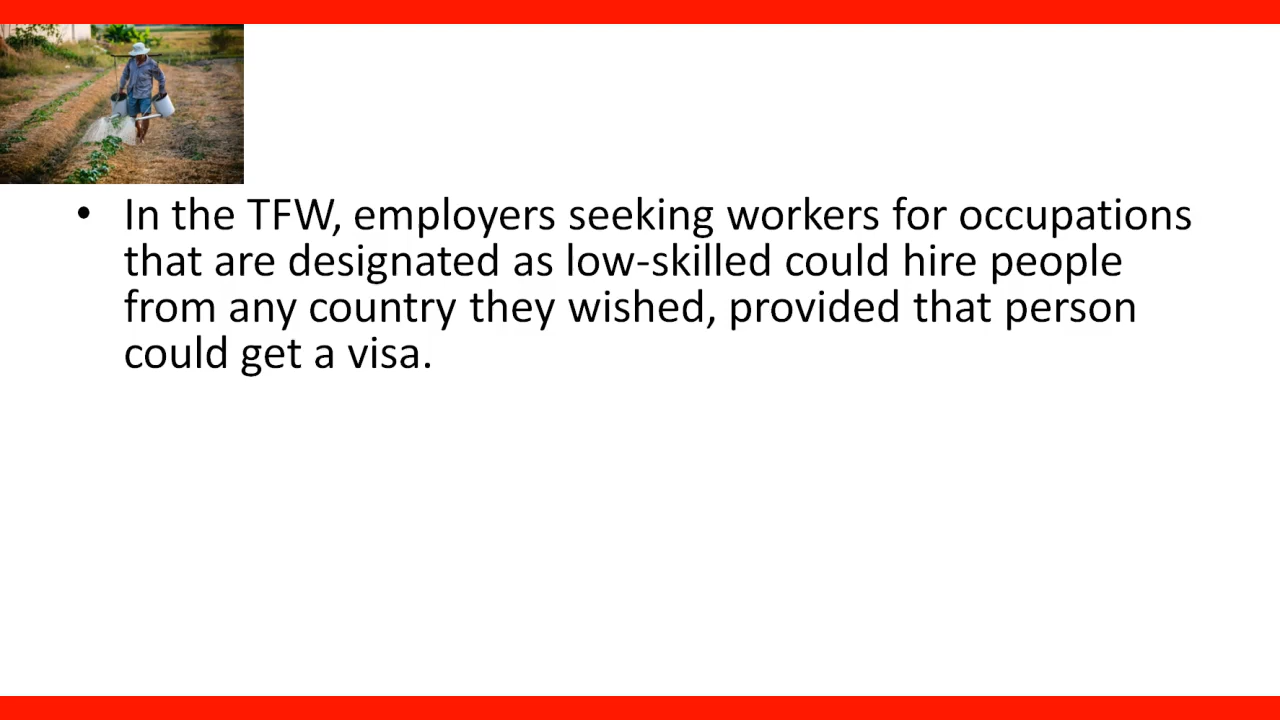 • In the TFW, employers seeking workers for occupations
that are designated as low-skilled could hire people
from any country they wished, provided that person
could get a visa.